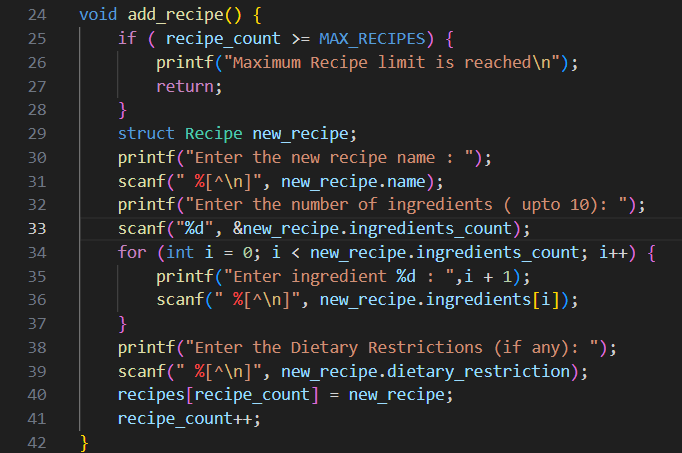 24 void add_recipe() {
25     if ( recipe_count >= MAX_RECIPES) {
26         printf("Maximum Recipe limit is reached\n");
27         return;
28     }
29     struct Recipe new_recipe;
30     printf("Enter the new recipe name : ");
31     scanf(" %[^\n]", new_recipe.name);
32     printf("Enter the number of ingredients ( upto 10): ");
33     scanf("%d", &new_recipe.ingredients_count);
34     for (int i = 0; i < new_recipe.ingredients_count; i++) {
35         printf("Enter ingredient %d : ",i + 1);
36         scanf(" %[^\n]", new_recipe.ingredients[i]);
37     }
38     printf("Enter the Dietary Restrictions (if any): ");
39     scanf(" %[^\n]", new_recipe.dietary_restriction);
40     recipes[recipe_count] = new_recipe;
41     recipe_count++;
42 }